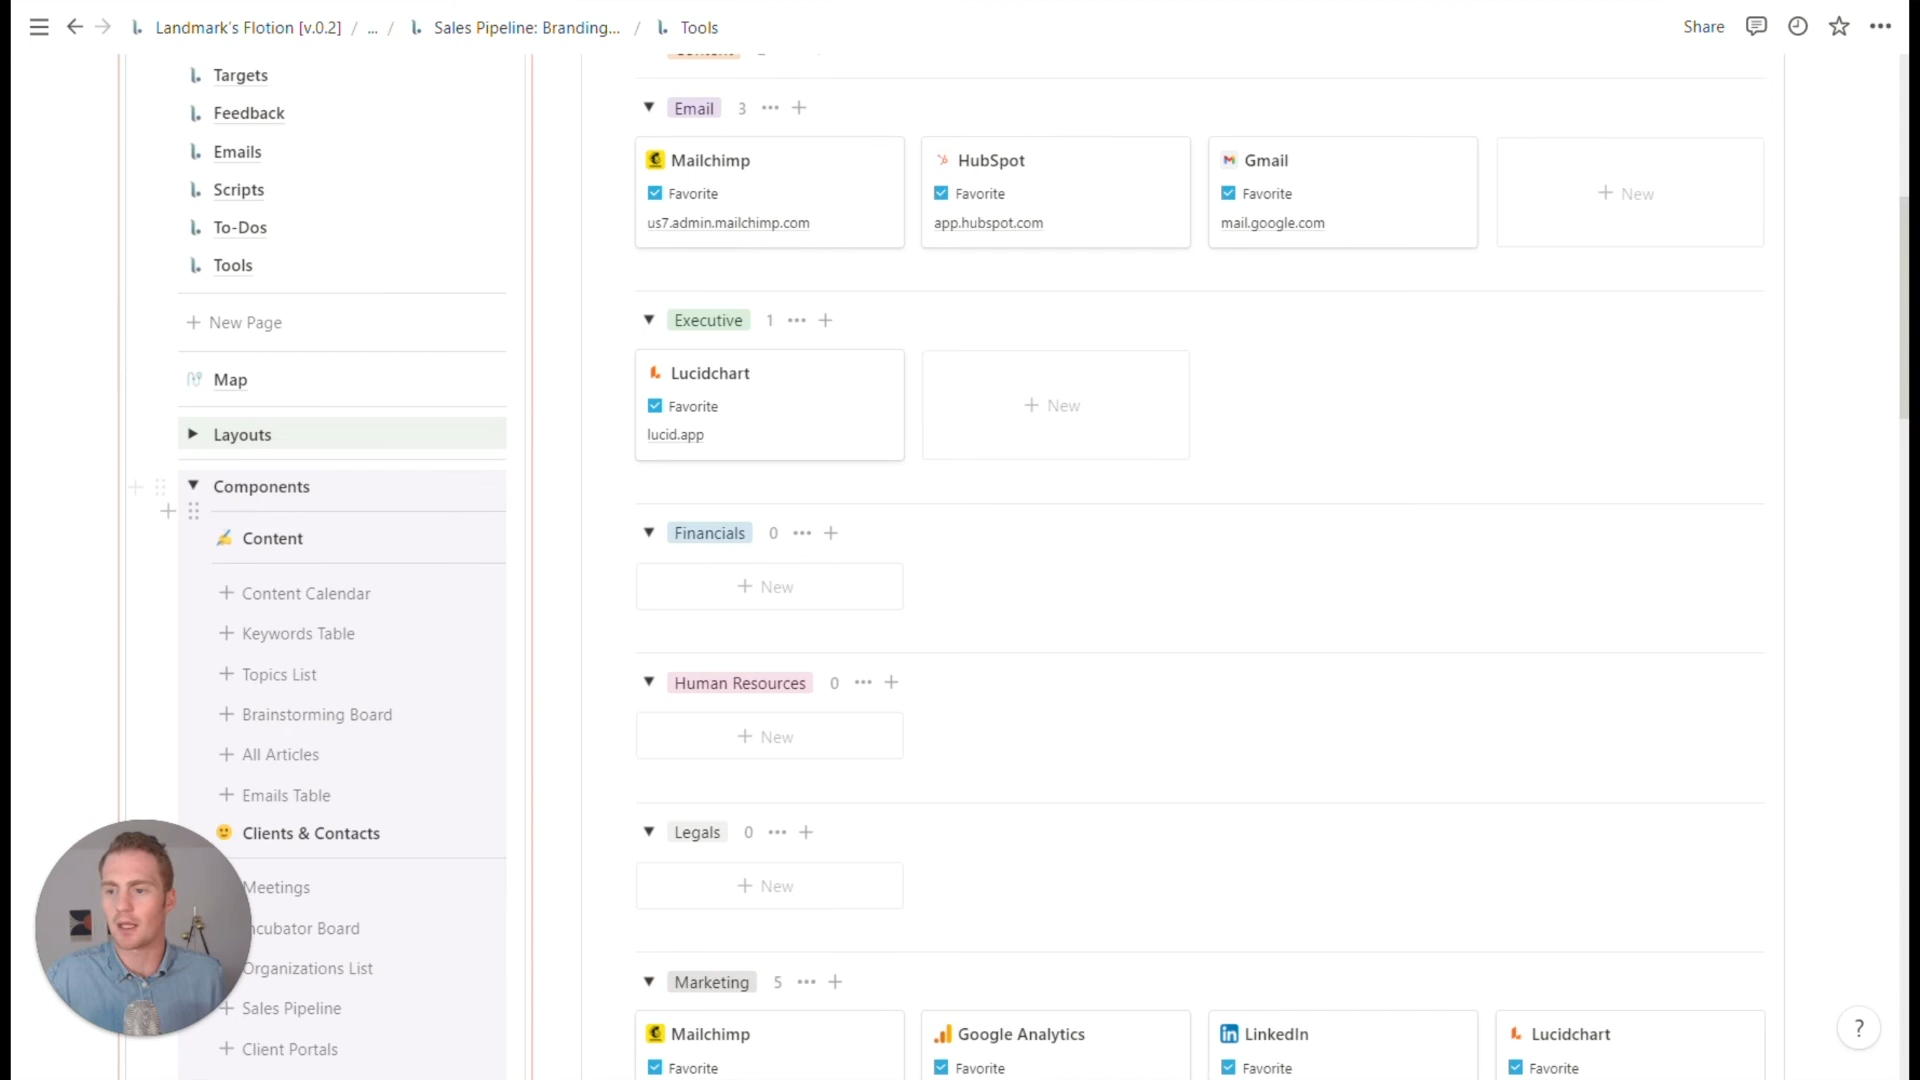 Landmark's Flotion [v.0.2] / ... / Sales Pipeline: Branding... / Tools
Share
Targets
Feedback
Emails
Scripts
To-Dos
Tools
New Page
Map
Layouts
Components
Content
Content Calendar
Keywords Table
Topics List
Brainstorming Board
All Articles
Emails Table
Clients & Contacts
Meetings
ncubator Board
Organizations List
Sales Pipeline
Client Portals
Email 3
Mailchimp
Favorite
us7.admin.mailchimp.com
HubSpot
Favorite
app.hubspot.com
Gmail
Favorite
mail.google.com
New
Executive 1
Lucidchart
Favorite
lucid.app
New
Financials 0
New
Human Resources 0
New
Legals 0
New
Marketing 5
Mailchimp
Favorite
Google Analytics
Favorite
LinkedIn
Favorite
Lucidchart
Favorite
?